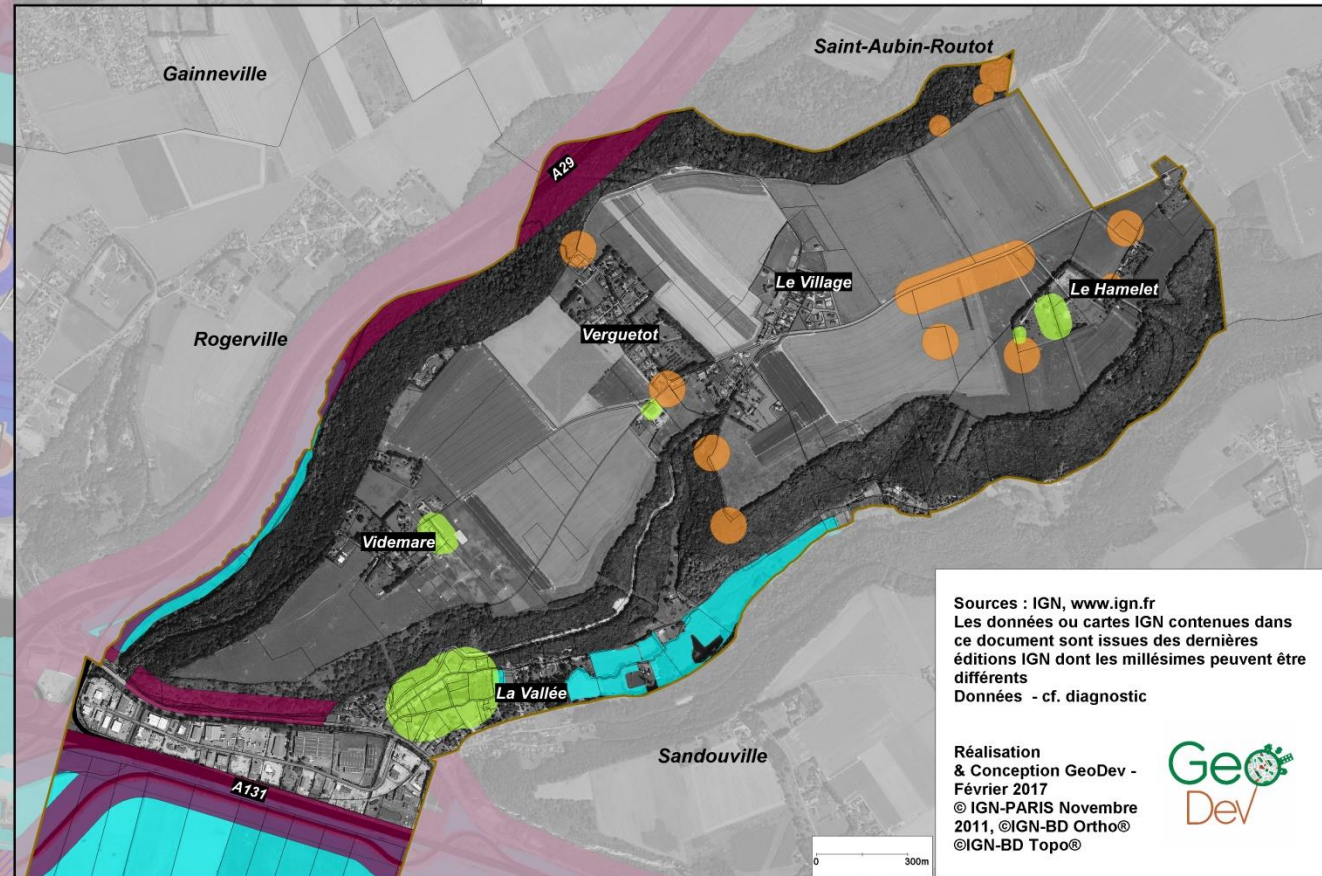 Saint-Aubin-Routot
Gainneville
A29
Le Village
Le Hamelet
Rogerville
Verguetot
Videmare
La Vallée
Sandouville
A131
Sources : IGN, www.ign.fr
Les données ou cartes IGN contenues dans
ce document sont issues des dernières
éditions IGN dont les millésimes peuvent être
différents
Données - cf. diagnostic
Réalisation
& Conception GeoDev -
Février 2017
© IGN-PARIS Novembre
2011, ©IGN-BD Ortho®
©IGN-BD Topo®
Geo
Dev
0 300m